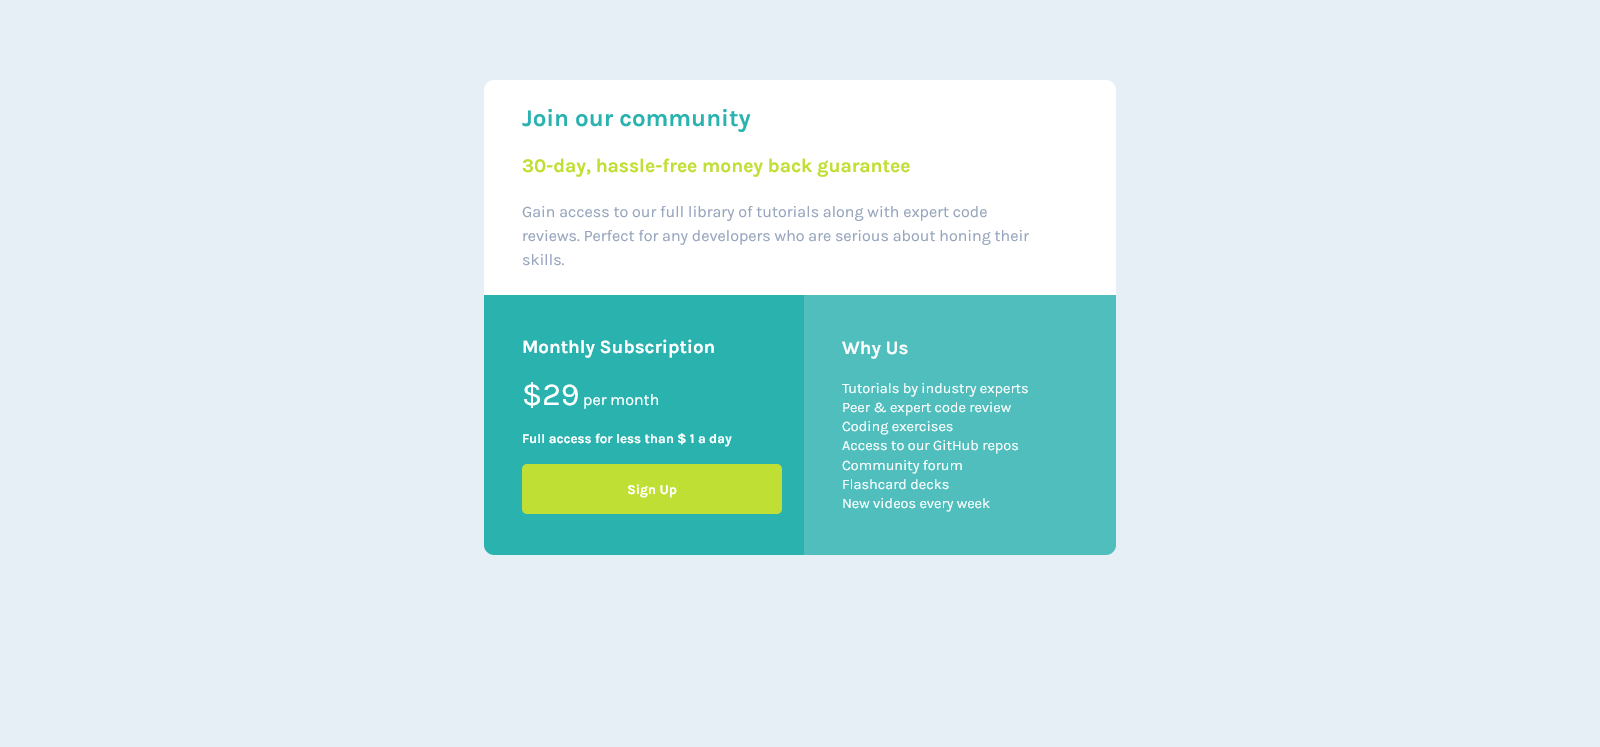 Join our community
30-day, hassle-free money back guarantee
Gain access to our full library of tutorials along with expert code
reviews. Perfect for any developers who are serious about honing their
skills.
Monthly Subscription
$29 per month
Full access for less than $ 1 a day
Sign Up
Why Us
Tutorials by industry experts
Peer & expert code review
Coding exercises
Access to our GitHub repos
Community forum
Flashcard decks
New videos every week